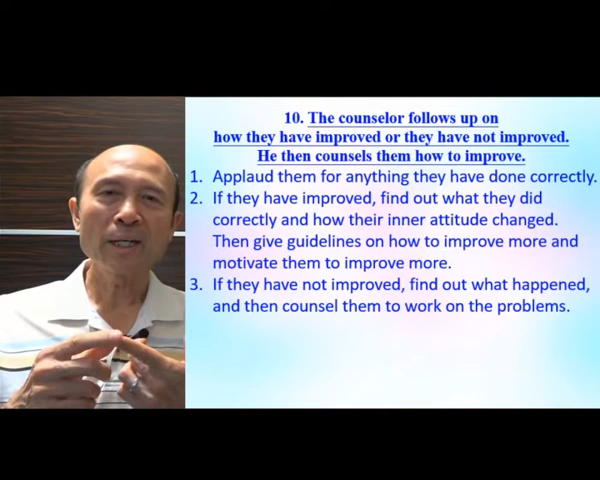 10. The counselor follows up on
how they have improved or they have not improved.
He then counsels them how to improve.
1. Applaud them for anything they have done correctly.
2. If they have improved, find out what they did
correctly and how their inner attitude changed.
Then give guidelines on how to improve more and
motivate them to improve more.
3. If they have not improved, find out what happened,
and then counsel them to work on the problems.